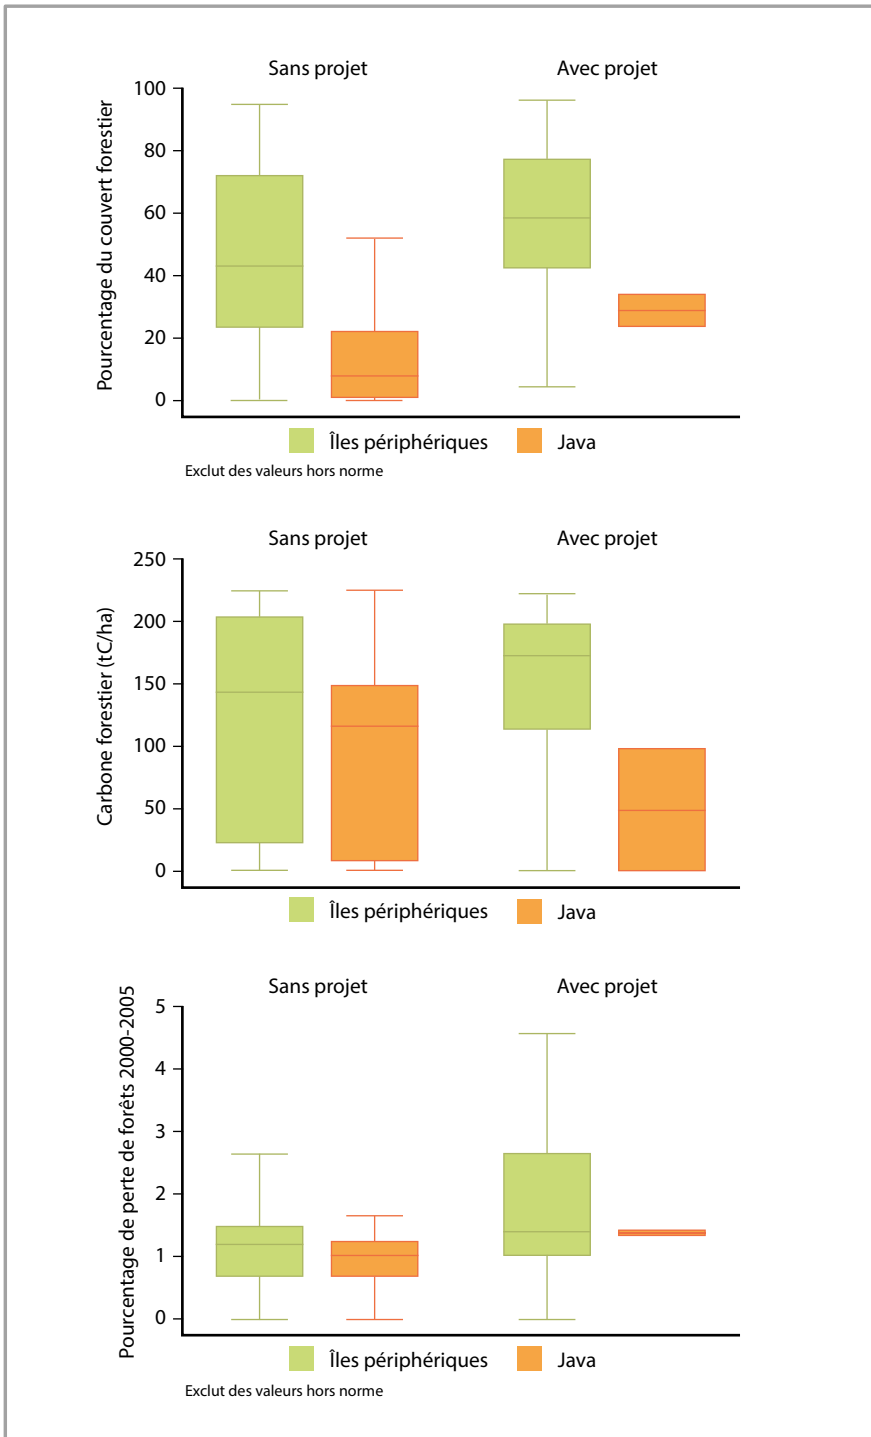 Sans projet
Avec projet
Pourcentage du couvert forestier
100
80
60
40
20
0
Îles périphériques
Java
Exclut des valeurs hors norme
Sans projet
Avec projet
Carbone forestier (tC/ha)
250
200
150
100
50
0
Îles périphériques
Java
Sans projet
Avec projet
Pourcentage de perte de forêts 2000-2005
5
4
3
2
1
0
Îles périphériques
Java
Exclut des valeurs hors norme